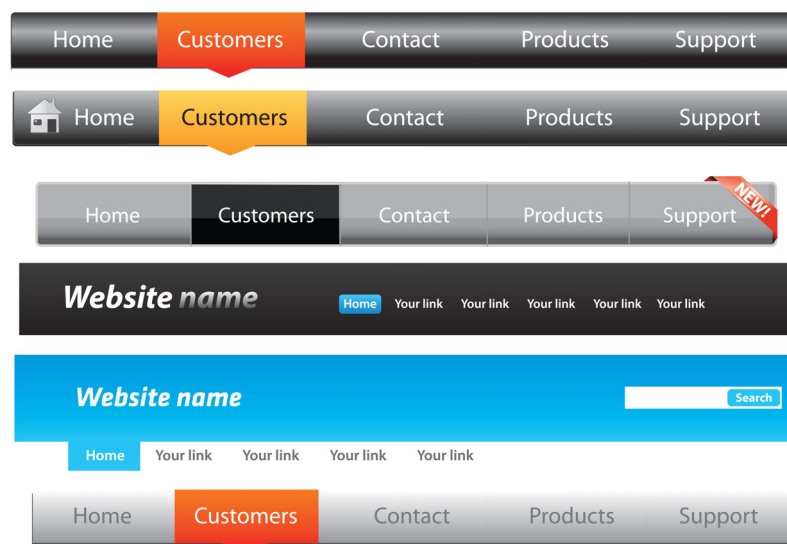 Home Customers Contact Products Support
Home Customers Contact Products Support
NEW!
Home Customers Contact Products Support
Website name Home Your link Your link Your link Your link Your link
Website name Search
Home Your link Your link Your link Your link
Home Customers Contact Products Support